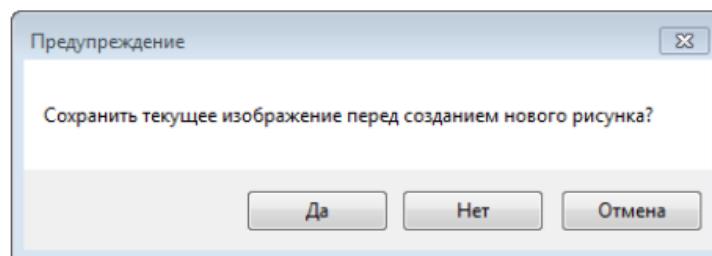 Предупреждение
Сохранить текущее изображение перед созданием нового рисунка?
Да
Нет
Отмена